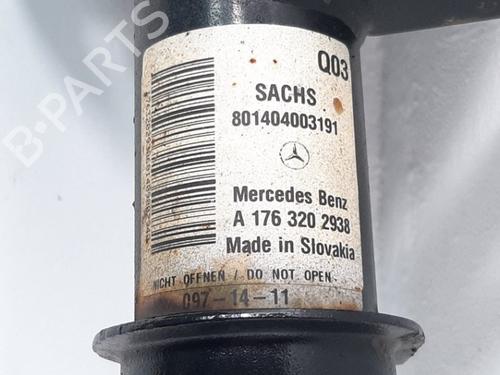 Q03
SACHS
801404003191
Mercedes Benz
A 176 320 2938
Made in Slovakia
NICHT ÖFFNEN / DO NOT OPEN
097-14-11
B-PARTS